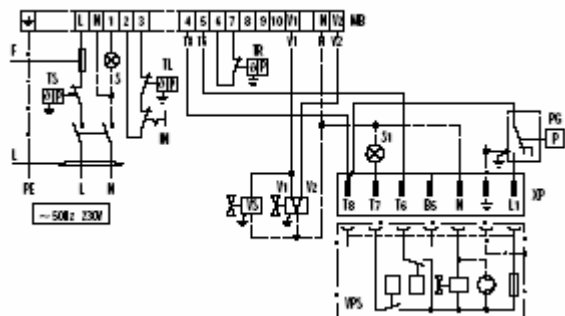 L N 1 2 3 4 5 6 7 8 9 10 V1 N V2 MB
T8 T6 V1 V2
F
TS
S
TL
TR
IN
S1
PG
P
L
PE L N
~ 50Hz 230V
VS V1 V2
T8 T7 T6 B5 N L1 XP
VPS